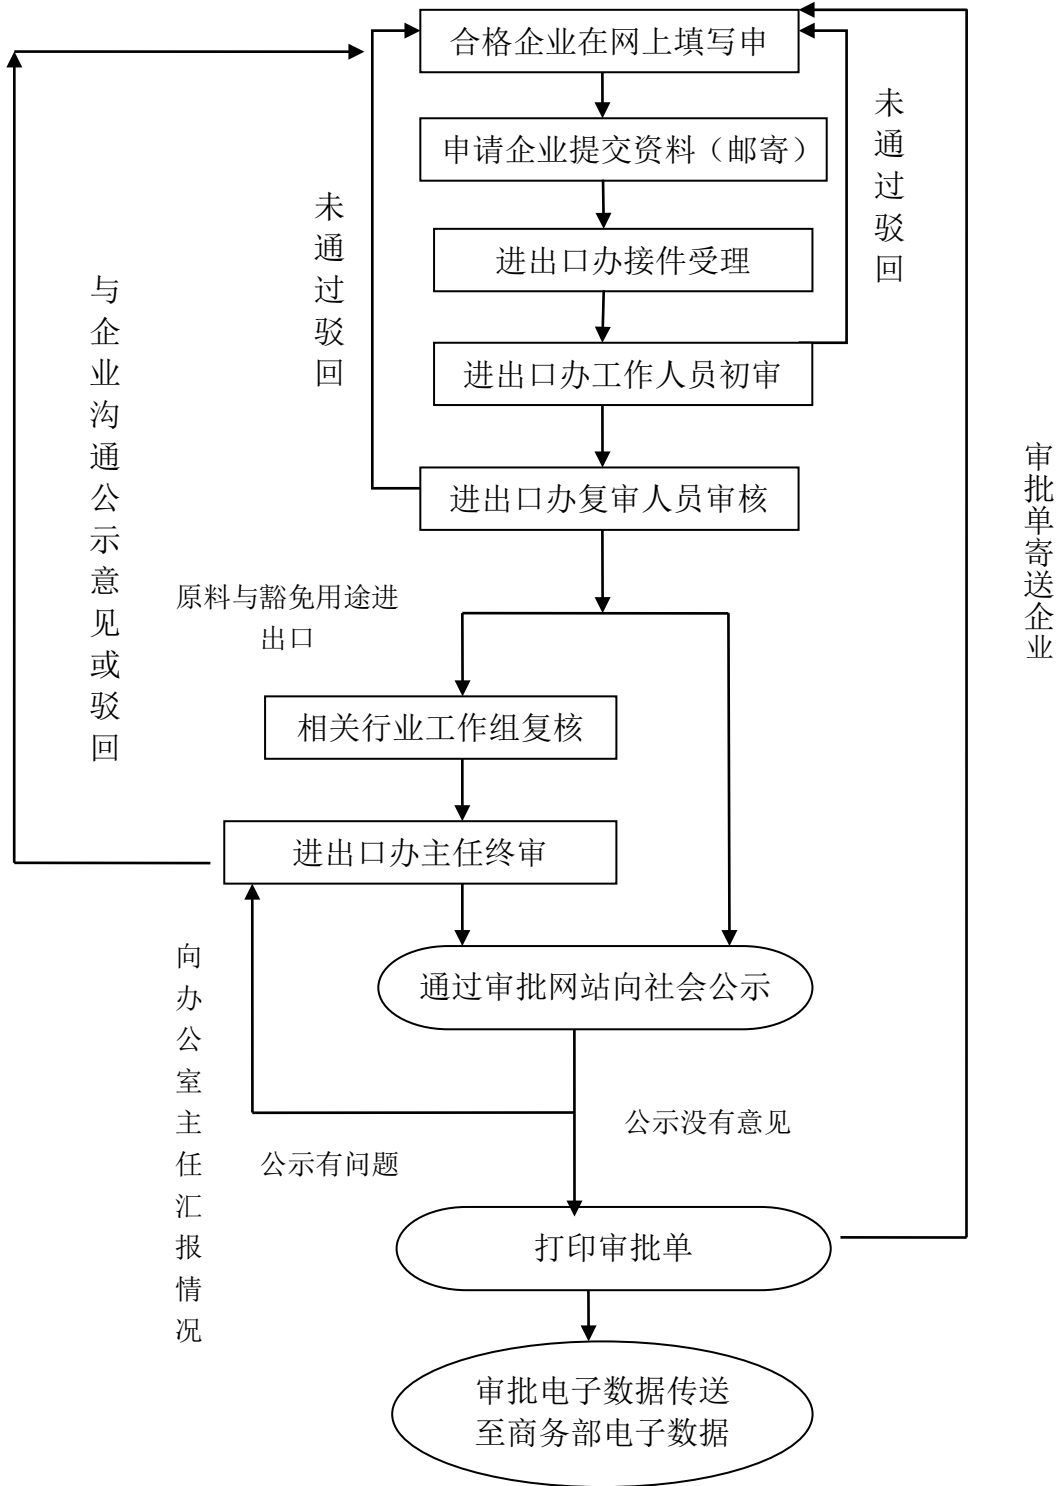 合格企业在网上填写申
申请企业提交资料（邮寄）
未通过驳回
未通过驳回
进出口办接件受理
与企业沟通公示意见或驳回
进出口办工作人员初审
进出口办复审人员审核
审批单寄送企业
原料与豁免用途进
出口
相关行业工作组复核
进出口办主任终审
向办公室主任汇报情况
通过审批网站向社会公示
公示没有意见
公示有问题
打印审批单
审批电子数据传送
至商务部电子数据